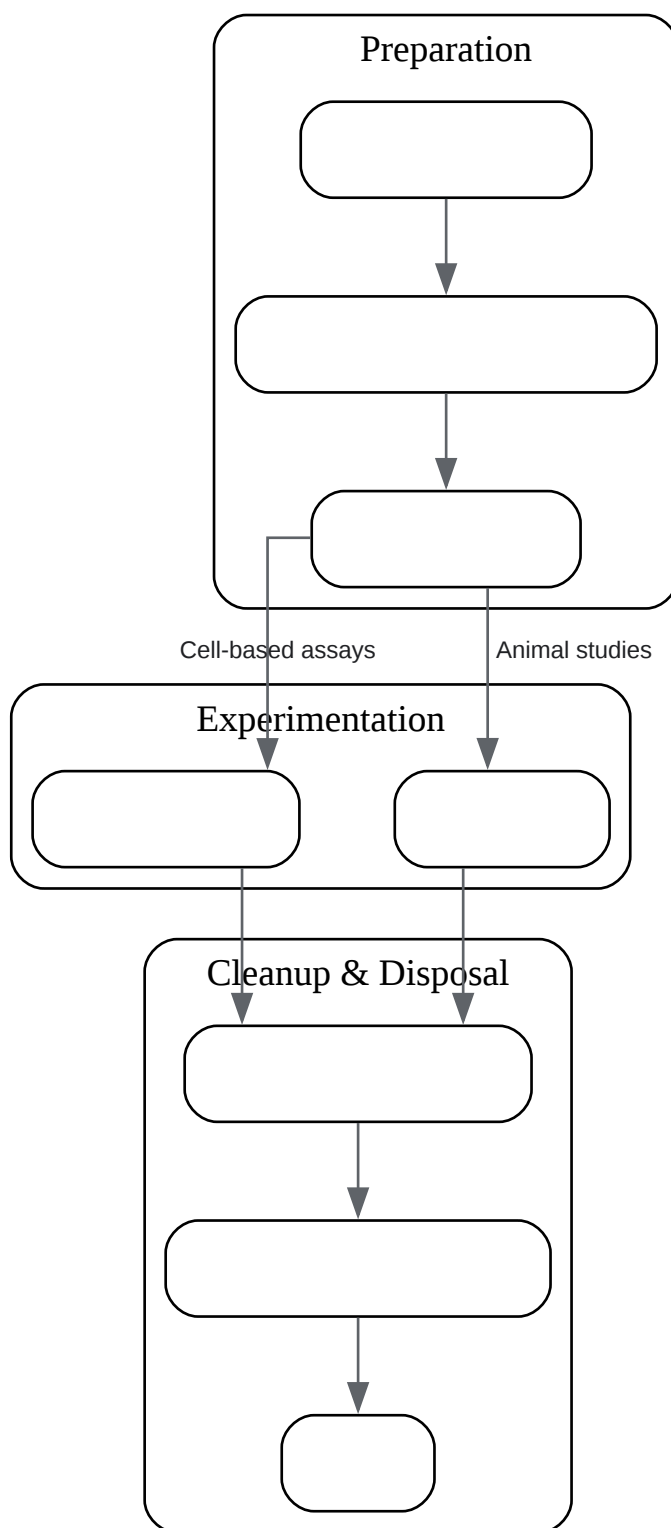 Preparation
Cell-based assays
Animal studies
Experimentation
Cleanup & Disposal